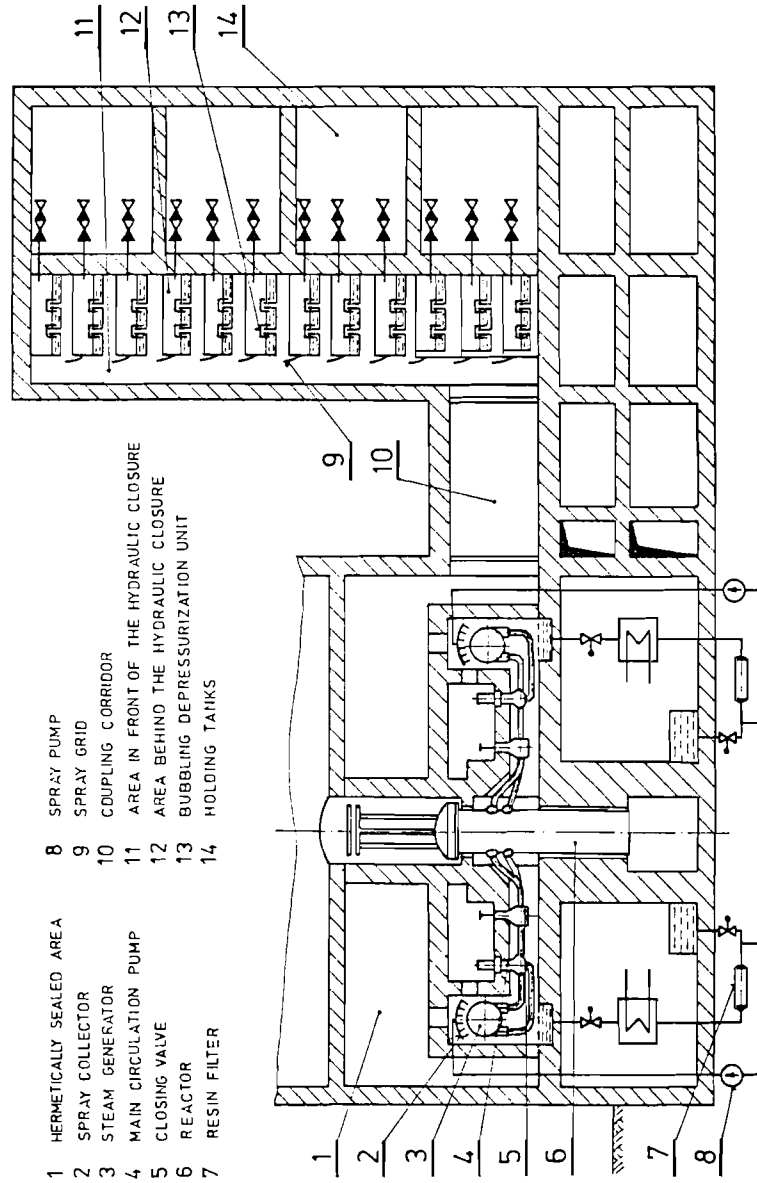 1 HERMETICALLY SEALED AREA
2 SPRAY COLLECTOR
3 STEAM GENERATOR
4 MAIN CIRCULATION PUMP
5 CLOSING VALVE
6 REACTOR
7 RESIN FILTER
8 SPRAY PUMP
9 SPRAY GRID
10 COUPLING CORRIDOR
11 AREA IN FRONT OF THE HYDRAULIC CLOSURE
12 AREA BEHIND THE HYDRAULIC CLOSURE
13 BUBBLING DEPRESSURIZATION UNIT
14 HOLDING TANKS
11
12
13
14
9
10
1
2
3
4
5
6
7
8